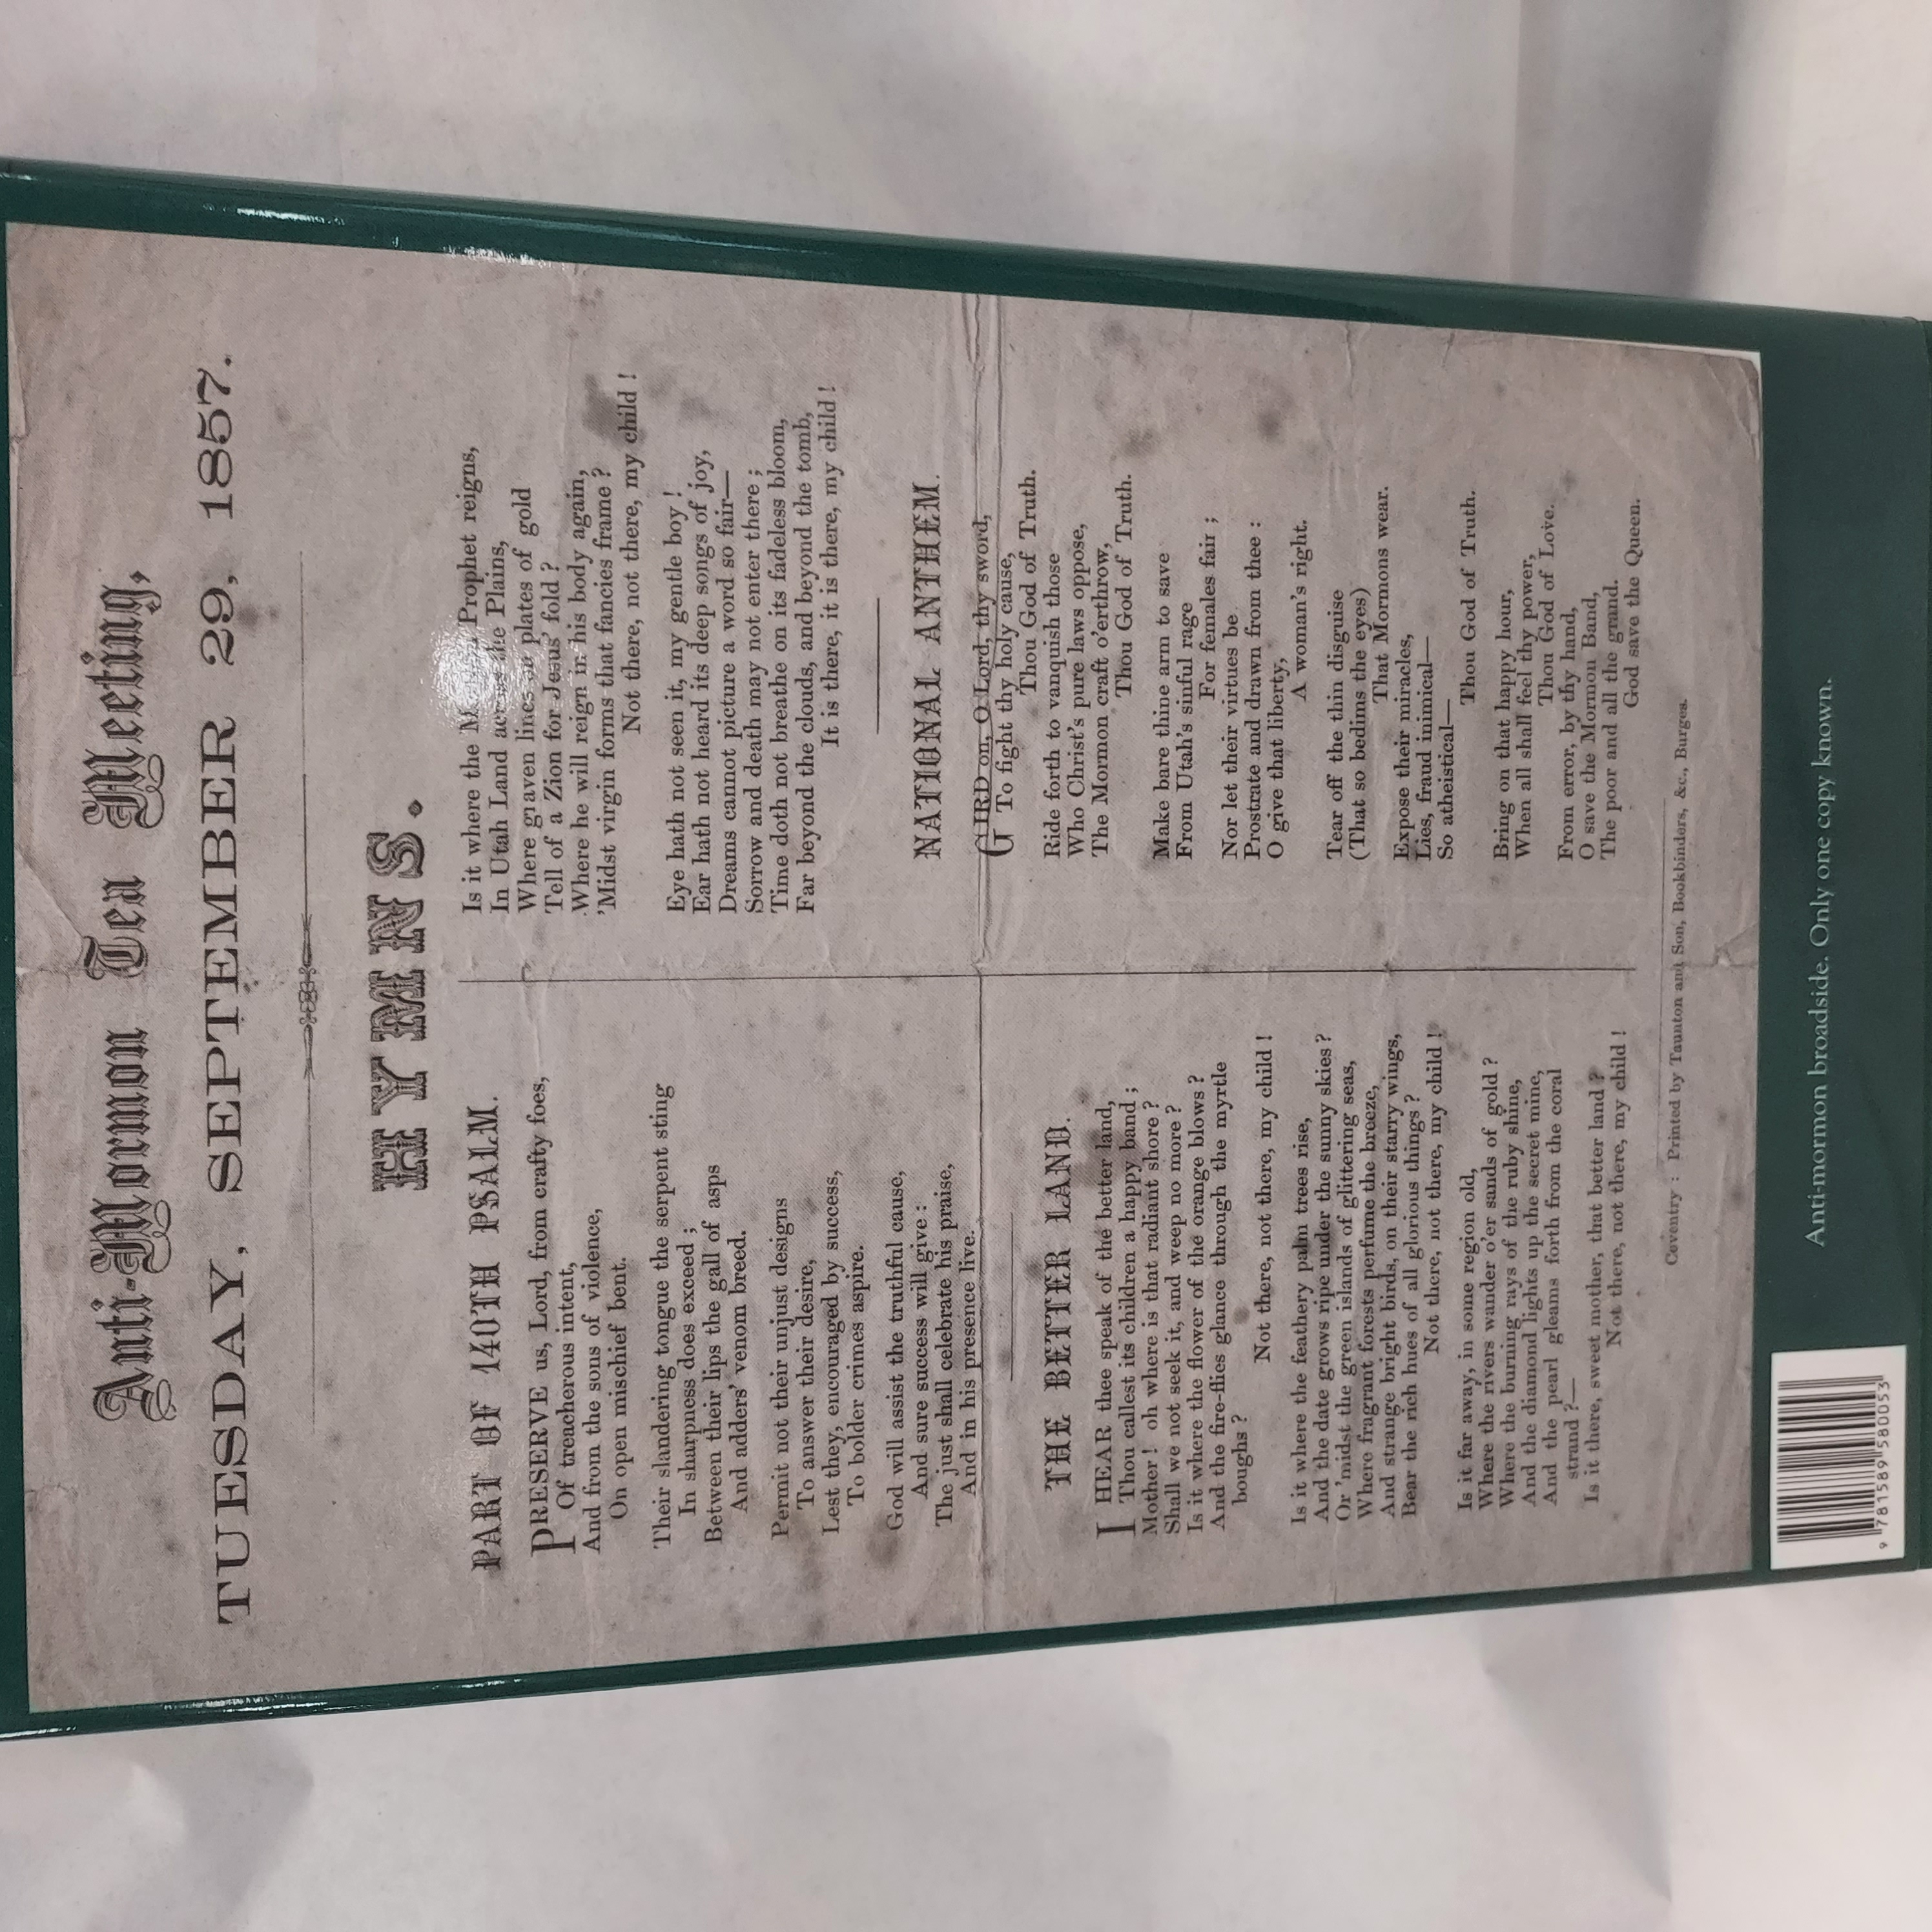 Anti-Mormon Tea Meeting,
TUESDAY, SEPTEMBER 29, 1857.
HYMNS.
PART OF 140TH PSALM.
PRESERVE us, Lord, from crafty foes,
Of treacherous intent,
And from the sons of violence,
On open mischief bent.
Their slandering tongue the serpent sting
In sharpness does exceed ;
Between their lips the gall of asps
And adders' venom breed.
Permit not their unjust designs
To answer their desire,
Lest they, encouraged by success,
To bolder crimes aspire.
God will assist the truthful cause,
And sure success will give :
The just shall celebrate his praise,
And in his presence live.
THE BETTER LAND.
I HEAR thee speak of the better land,
Thou callest its children a happy band ;
Mother ! oh where is that radiant shore ?
Shall we not seek it, and weep no more ?
Is it where the flower of the orange blows ?
And the fire-flies glance through the myrtle
boughs ?
Not there, not there, my child !
Is it where the feathery palm trees rise,
And the date grows ripe under the sunny skies ?
Or 'midst the green islands of glittering seas,
Where fragrant forests perfume the breeze,
And strange bright birds, on their starry wings,
Bear the rich hues of all glorious things ?
Not there, not there, my child !
Is it far away, in some region old,
Where the rivers wander o'er sands of gold ?
Where the burning rays of the ruby shine,
And the diamond lights up the secret mine,
And the pearl gleams forth from the coral
strand ?—
Is it there, sweet mother, that better land ?
Not there, not there, my child !
Is it where the Prophet reigns,
In Utah Land the Plains,
Where graven lines on plates of gold
Tell of a Zion for Jesus' fold ?
Where he will reign in his body again,
'Midst virgin forms that fancies frame ?
Not there, not there, my child !
Eye hath not seen it, my gentle boy !
Ear hath not heard its deep songs of joy,
Dreams cannot picture a word so fair—
Sorrow and death may not enter there ;
Time doth not breathe on its fadeless bloom,
Far beyond the clouds, and beyond the tomb,
It is there, it is there, my child !
NATIONAL ANTHEM.
GIRD on, O Lord, thy sword,
To fight thy holy cause,
Thou God of Truth.
Ride forth to vanquish those
Who Christ's pure laws oppose,
The Mormon craft o'erthrow,
Thou God of Truth.
Make bare thine arm to save
From Utah's sinful rage
For females fair ;
Nor let their virtues be
Prostrate and drawn from thee :
O give that liberty,
A woman's right.
Tear off the thin disguise
(That so bedims the eyes)
That Mormons wear.
Expose their miracles,
Lies, fraud inimical—
So atheistical—
Thou God of Truth.
Bring on that happy hour,
When all shall feel thy power,
Thou God of Love.
From error, by thy hand,
O save the Mormon Band,
The poor and all the grand.
God save the Queen.
Coventry : Printed by Taunton and Son, Bookbinders, &c., Burges.
Anti-mormon broadside. Only one copy known.
9 781589 580053